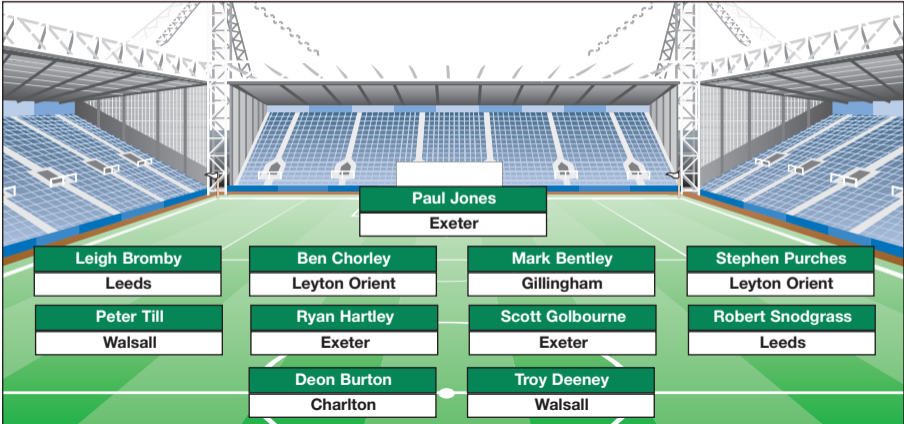 Paul Jones
Exeter
Leigh Bromby
Leeds
Ben Chorley
Leyton Orient
Mark Bentley
Gillingham
Stephen Purches
Leyton Orient
Peter Till
Walsall
Ryan Hartley
Exeter
Scott Golbourne
Exeter
Robert Snodgrass
Leeds
Deon Burton
Charlton
Troy Deeney
Walsall